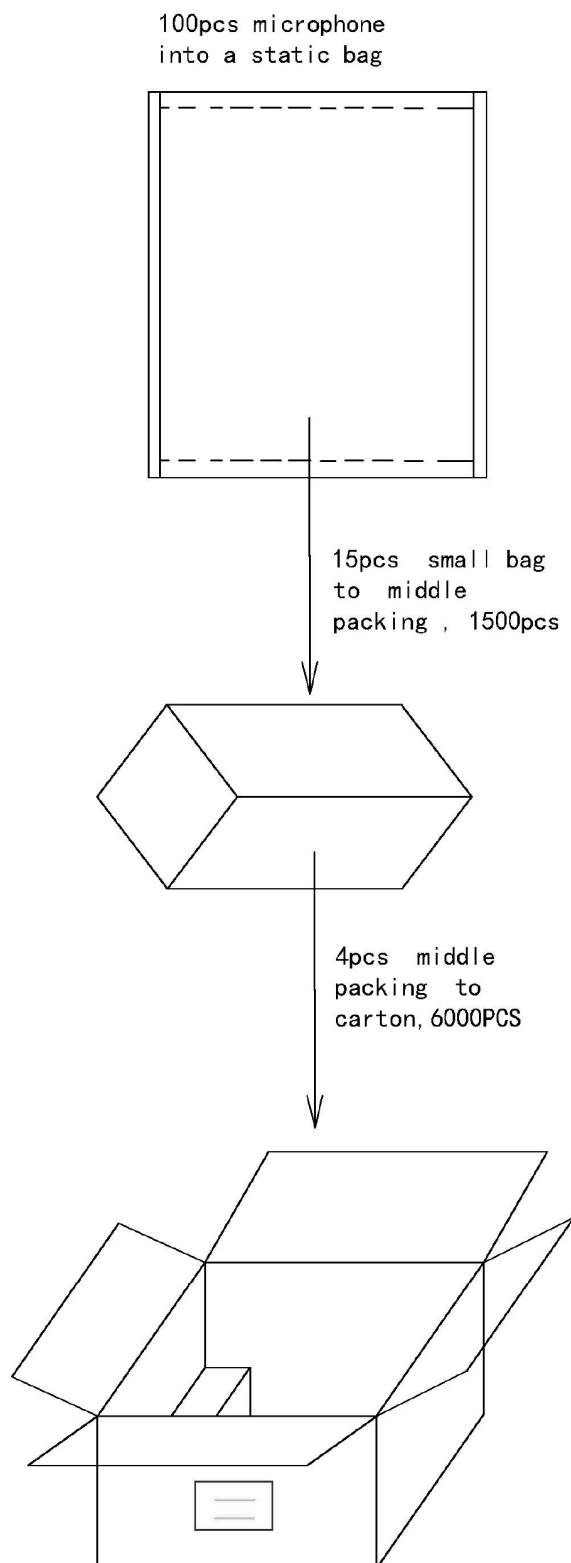 100pcs microphone
into a static bag
15pcs small bag
to middle
packing , 1500pcs
4pcs middle
packing to
carton,6000PCS